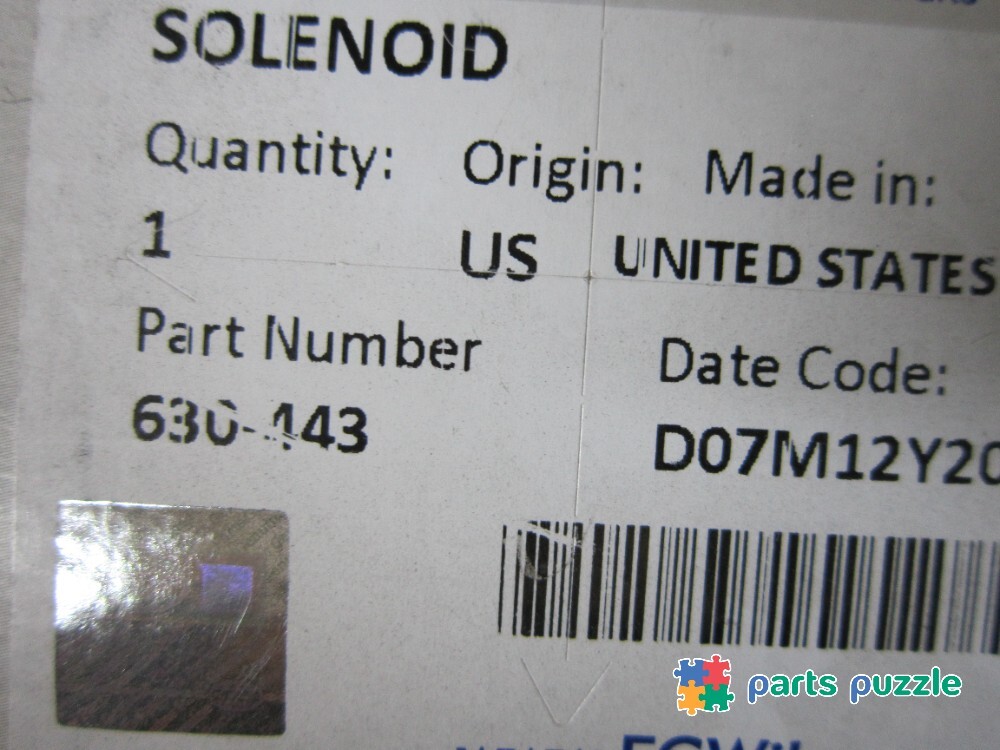 SOLENOID
Quantity: Origin: Made in:
1 US UNITED STATES
Part Number Date Code:
630-443 D07M12Y20
parts puzzle